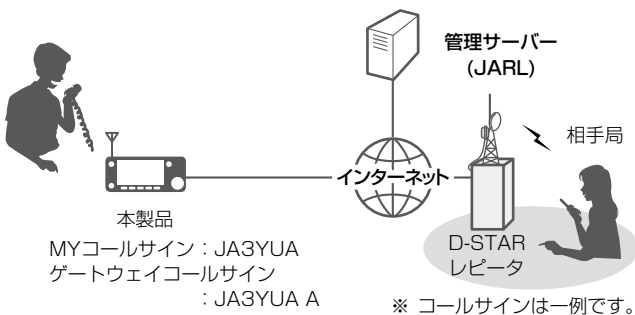 管理サーバー
(JARL)
相手局
インターネット
本製品
D-STAR
レピータ
MYコールサイン：JA3YUA
ゲートウェイコールサイン
：JA3YUA A
※ コールサインは一例です。